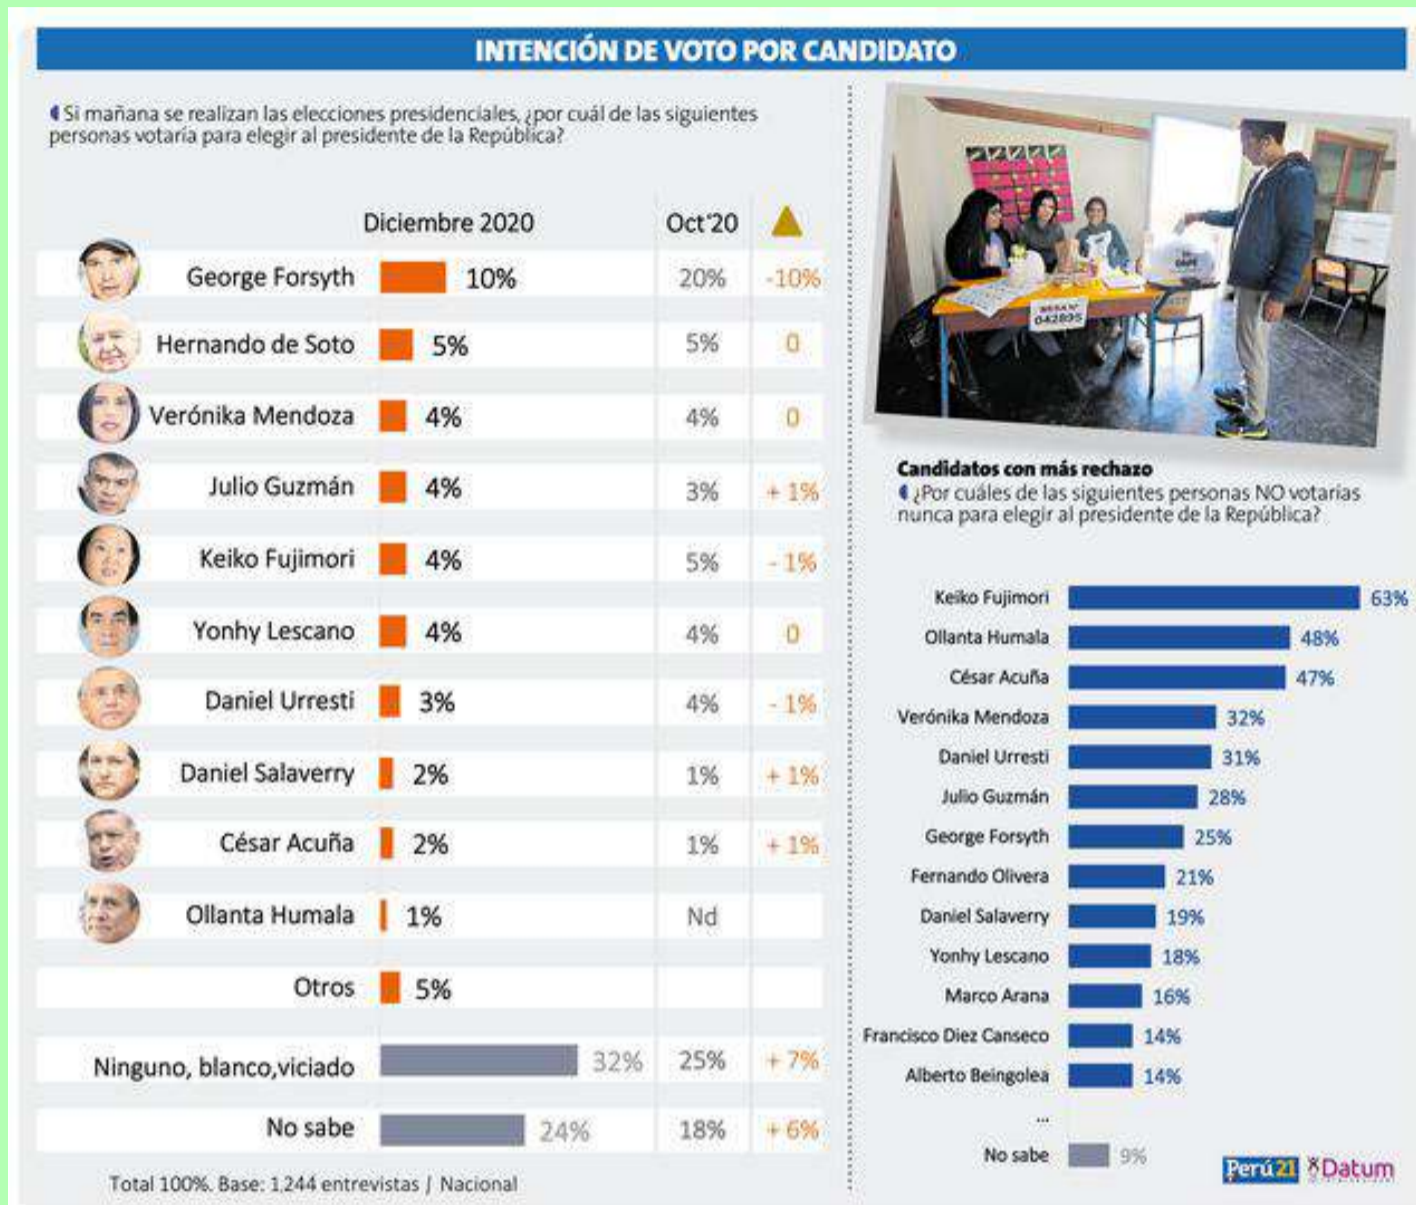 INTENCIÓN DE VOTO POR CANDIDATO
Si mañana se realizan las elecciones presidenciales, ¿por cuál de las siguientes
personas votaría para elegir al presidente de la República?
Diciembre 2020 Oct'20
George Forsyth 10% 20% -10%
Hernando de Soto 5% 5% 0
Verónika Mendoza 4% 4% 0
Julio Guzmán 4% 3% + 1%
Keiko Fujimori 4% 5% - 1%
Yonhy Lescano 4% 4% 0
Daniel Urresti 3% 4% - 1%
Daniel Salaverry 2% 1% + 1%
César Acuña 2% 1% + 1%
Ollanta Humala 1% Nd
Otros 5%
Ninguno, blanco,viciado 32% 25% + 7%
No sabe 24% 18% + 6%
Total 100%. Base: 1,244 entrevistas | Nacional
MESA N°
042895
Candidatos con más rechazo
¿Por cuáles de las siguientes personas NO votarías
nunca para elegir al presidente de la República?
Keiko Fujimori 63%
Ollanta Humala 48%
César Acuña 47%
Verónika Mendoza 32%
Daniel Urresti 31%
Julio Guzmán 28%
George Forsyth 25%
Fernando Olivera 21%
Daniel Salaverry 19%
Yonhy Lescano 18%
Marco Arana 16%
Francisco Diez Canseco 14%
Alberto Beingolea 14%
...
No sabe 9%
Perú21 Datum